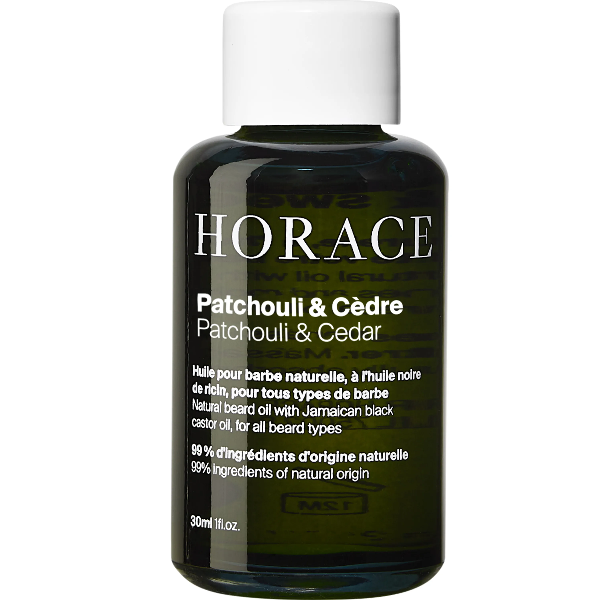 HORACE
Patchouli & Cèdre
Patchouli & Cedar
Huile pour barbe naturelle, à l'huile noire
de ricin, pour tous types de barbe
Natural beard oil with Jamaican black
castor oil, for all beard types
99 % d'ingrédients d'origine naturelle
99% ingredients of natural origin
30ml 1fl.oz.
12M